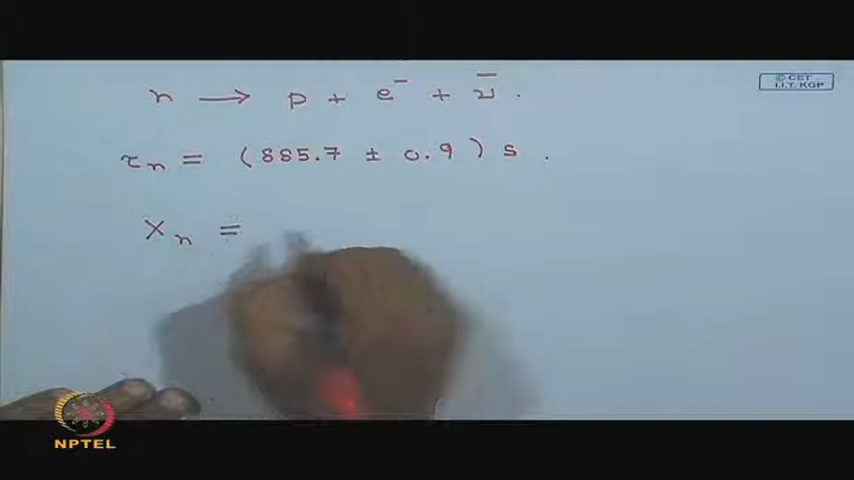 n → p + e⁻ + ν̄ .
© CET
I.I.T. KGP
τₙ = (885.7 ± 0.9) s .
Xₙ =
NPTEL